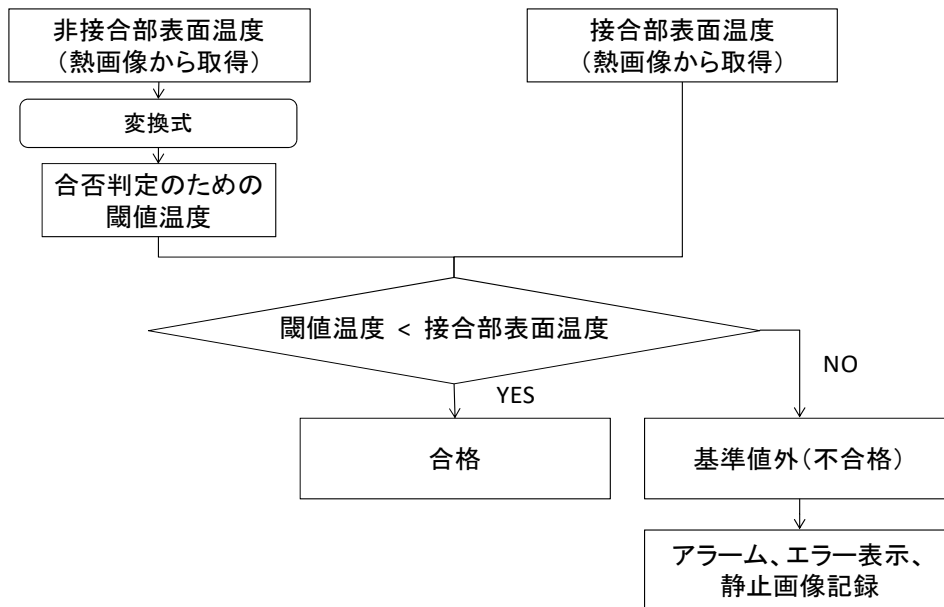 非接合部表面温度
（熱画像から取得）
接合部表面温度
（熱画像から取得）
変換式
合否判定のための
閾値温度
閾値温度 < 接合部表面温度
NO
YES
合格
基準値外（不合格）
アラーム、エラー表示、
静止画像記録